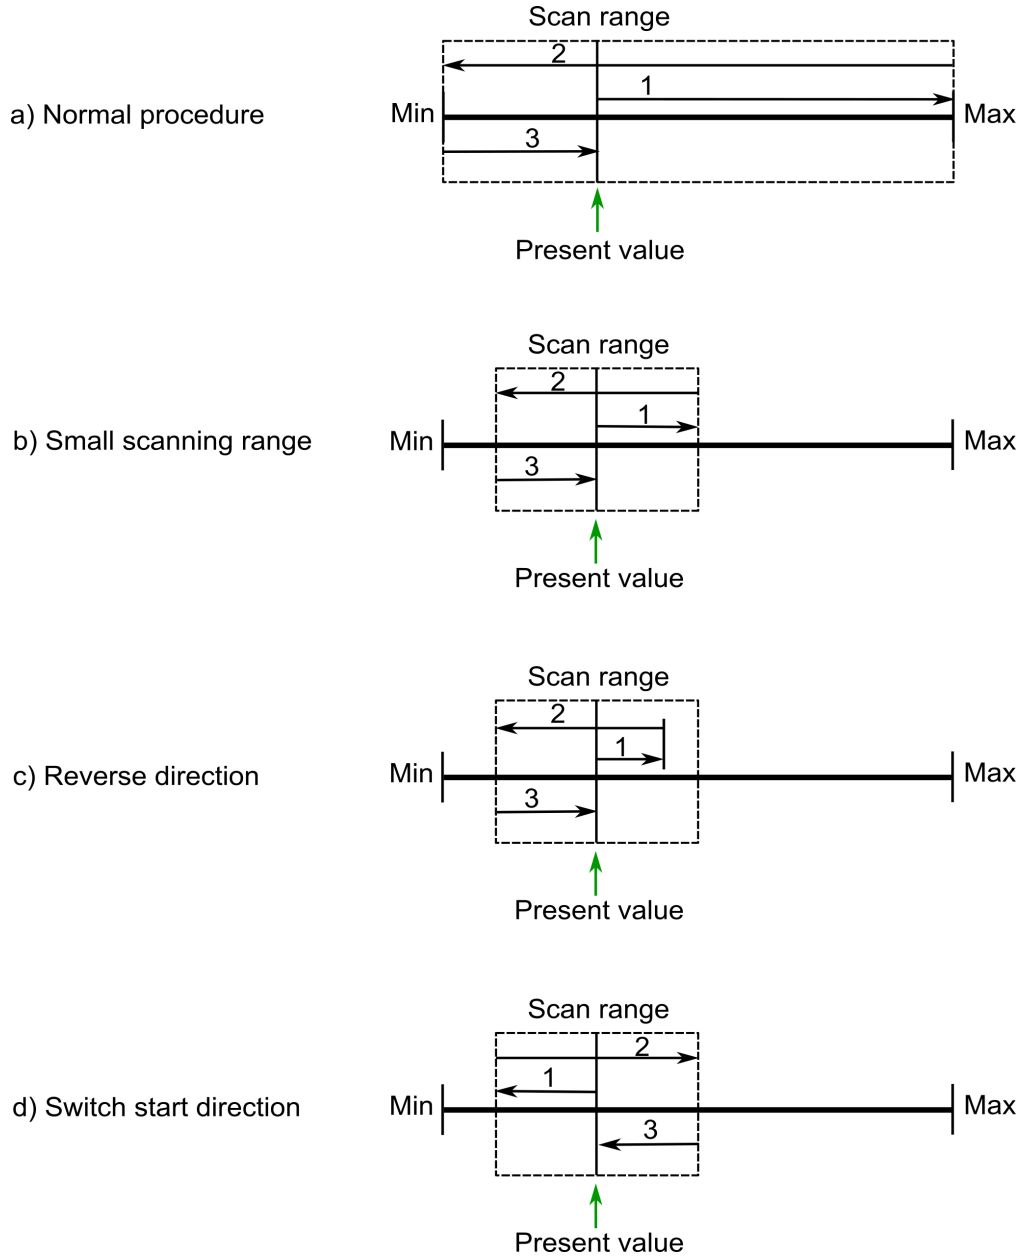 Scan range
2
1
a) Normal procedure
Min
Max
3
Present value
Scan range
2
1
b) Small scanning range
Min
Max
3
Present value
Scan range
2
1
c) Reverse direction
Min
Max
3
Present value
Scan range
2
1
d) Switch start direction
Min
Max
3
Present value